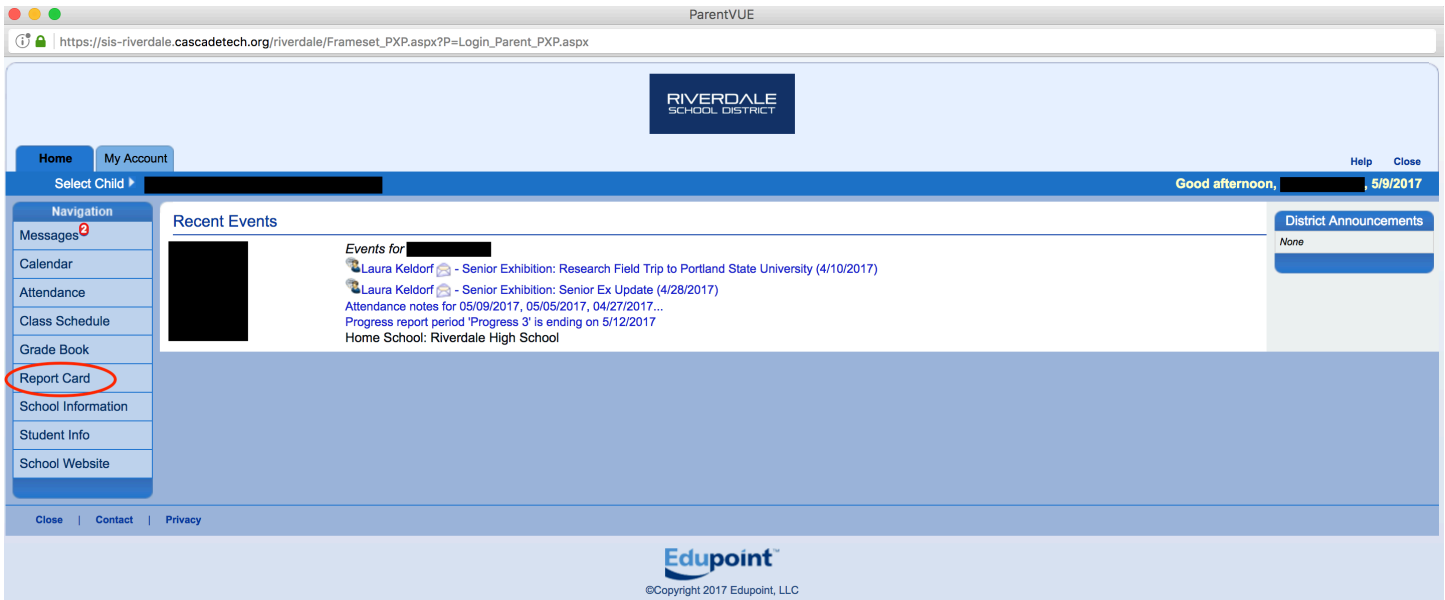 ParentVUE
https://sis-riverdale.cascadetech.org/riverdale/Frameset_PXP.aspx?P=Login_Parent_PXP.aspx
RIVERDALE
SCHOOL DISTRICT
Home My Account
Help Close
Select Child
Good afternoon, , 5/9/2017
Navigation
Messages 2
Calendar
Attendance
Class Schedule
Grade Book
Report Card
School Information
Student Info
School Website
Recent Events
Events for
Laura Keldorf - Senior Exhibition: Research Field Trip to Portland State University (4/10/2017)
Laura Keldorf - Senior Exhibition: Senior Ex Update (4/28/2017)
Attendance notes for 05/09/2017, 05/05/2017, 04/27/2017...
Progress report period 'Progress 3' is ending on 5/12/2017
Home School: Riverdale High School
District Announcements
None
Close | Contact | Privacy
Edupoint™
©Copyright 2017 Edupoint, LLC